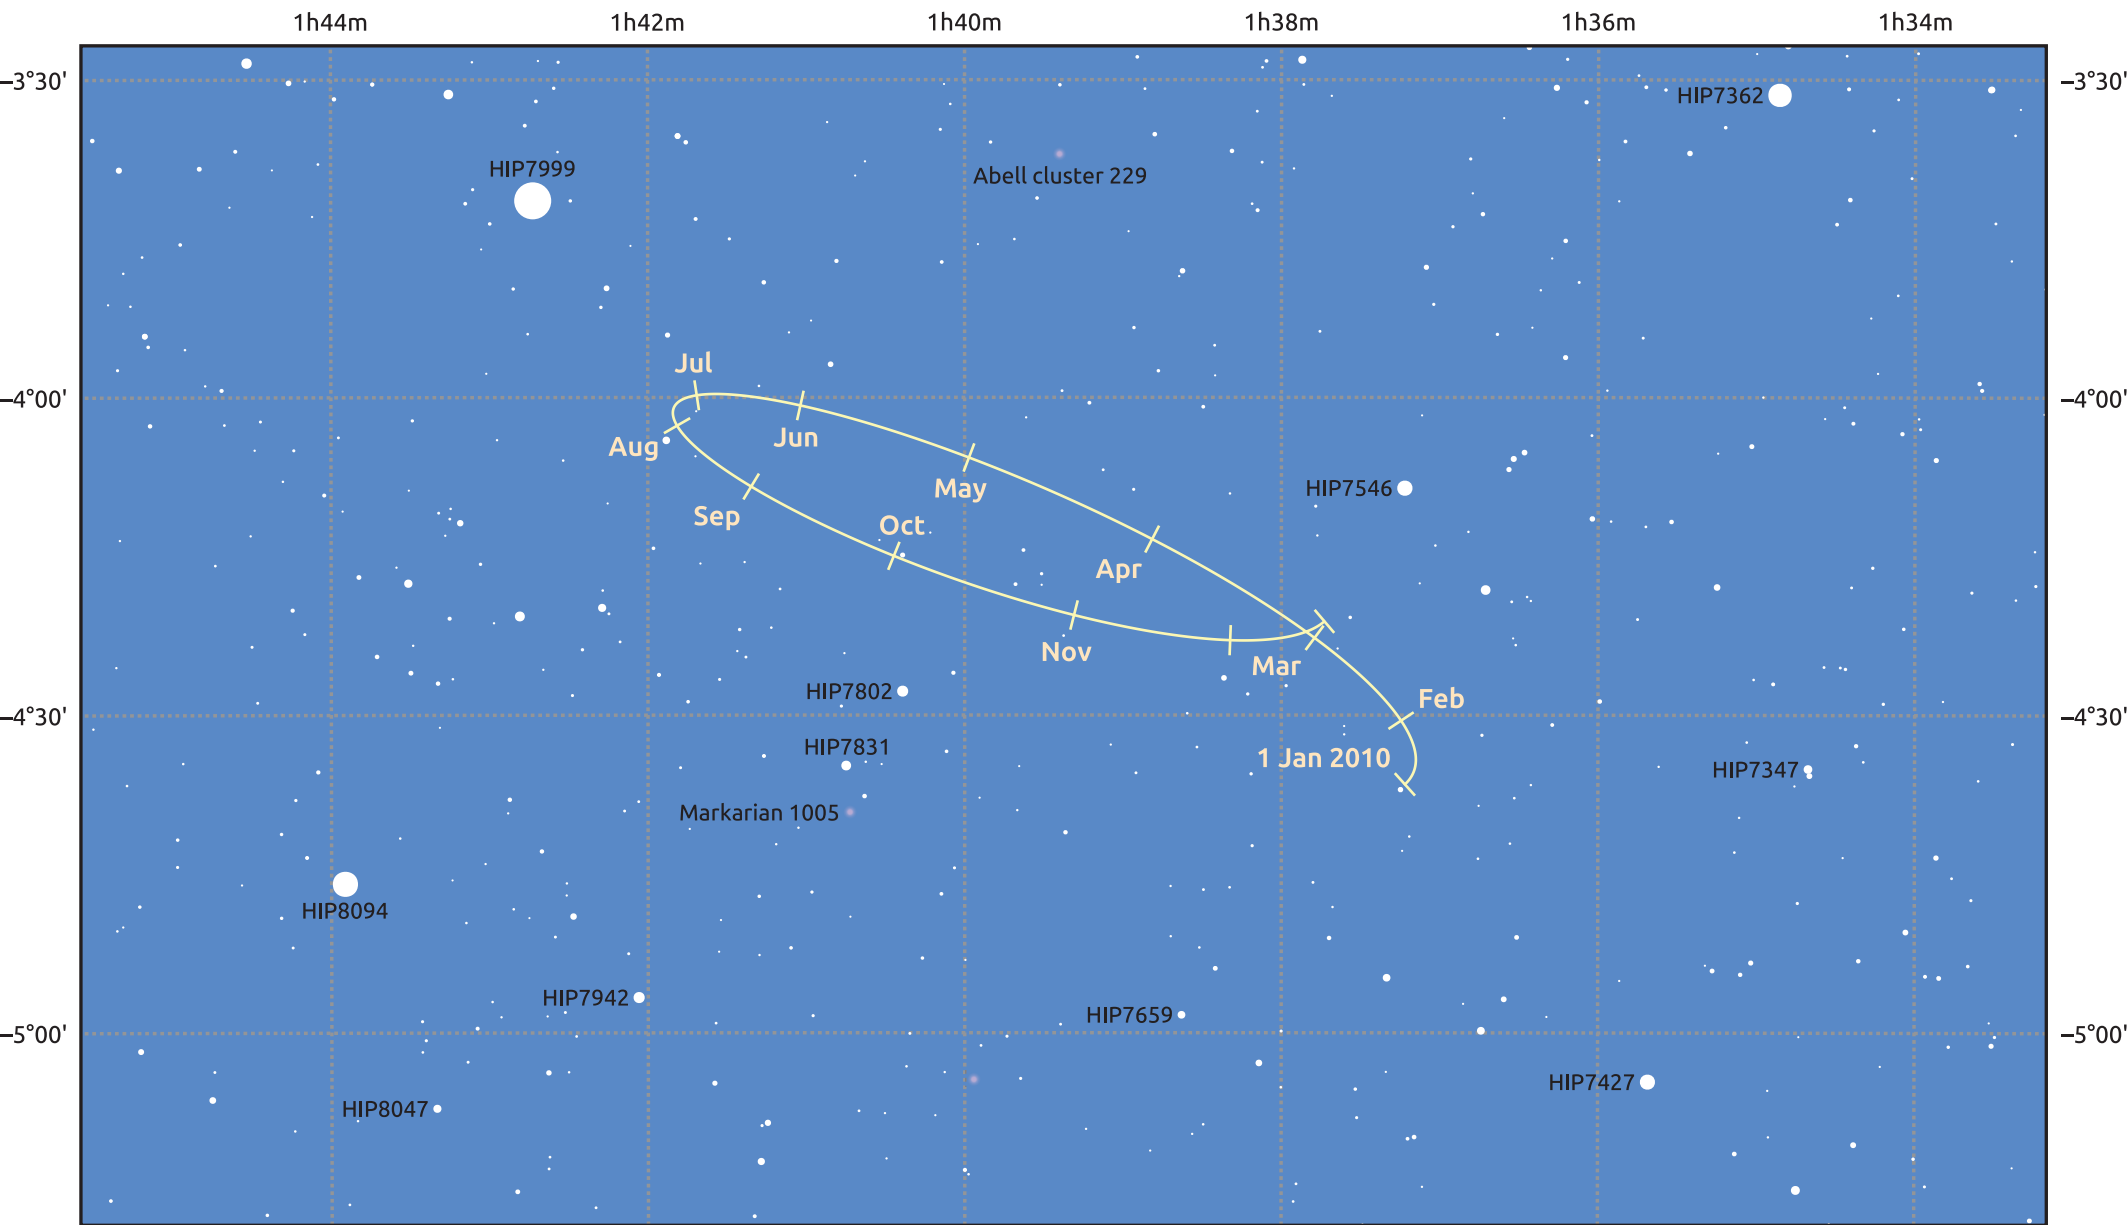 1h44m 1h42m 1h40m 1h38m 1h36m 1h34m
–3°30' –3°30'
HIP7362
HIP7999
Abell cluster 229
Jul
–4°00' –4°00'
Jun
Aug
May
HIP7546
Sep
Oct
Apr
Nov
Mar
HIP7802
Feb
–4°30' –4°30'
HIP7831
1 Jan 2010
HIP7347
Markarian 1005
HIP8094
HIP7942
HIP7659
–5°00' –5°00'
HIP7427
HIP8047